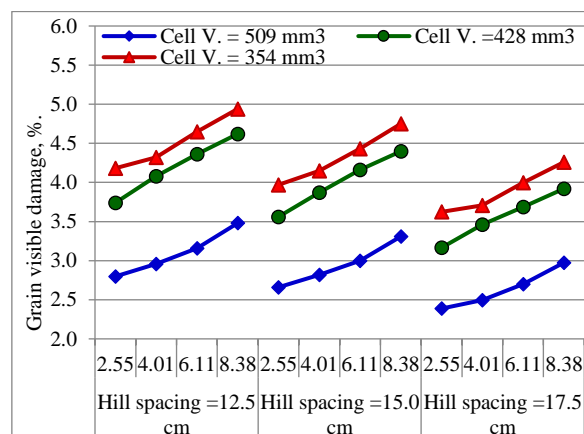 Cell V. = 509 mm3
Cell V. =428 mm3
Cell V. = 354 mm3
Grain visible damage, %.
6.0
5.5
5.0
4.5
4.0
3.5
3.0
2.5
2.0
2.55 4.01 6.11 8.38 2.55 4.01 6.11 8.38 2.55 4.01 6.11 8.38
Hill spacing =12.5 cm
Hill spacing =15.0 cm
Hill spacing =17.5 cm